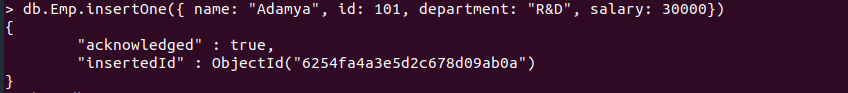 > db.Emp.insertOne({ name: "Adamya", id: 101, department: "R&D", salary: 30000})
{
        "acknowledged" : true,
        "insertedId" : ObjectId("6254fa4a3e5d2c678d09ab0a")
}